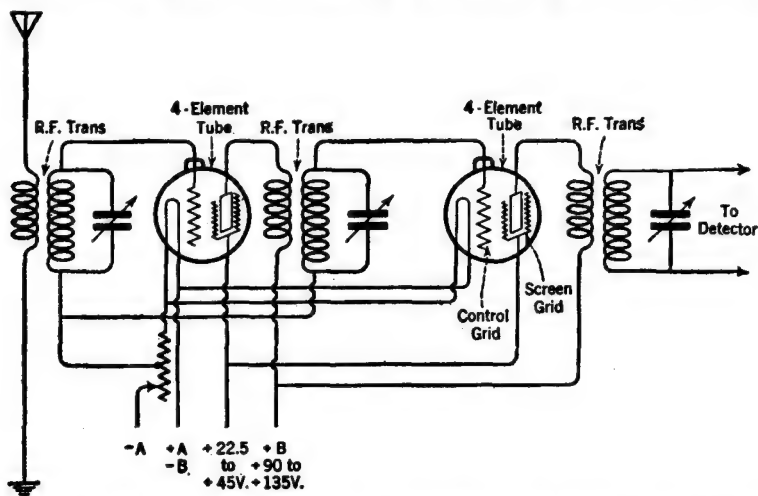 4-Element
Tube
R.F. Trans
R.F. Trans
4-Element
Tube
R.F. Trans
To
Detector
Screen
Grid
Control
Grid
-A +A +22.5 +B
-B to +90 to
+45V. +135V.